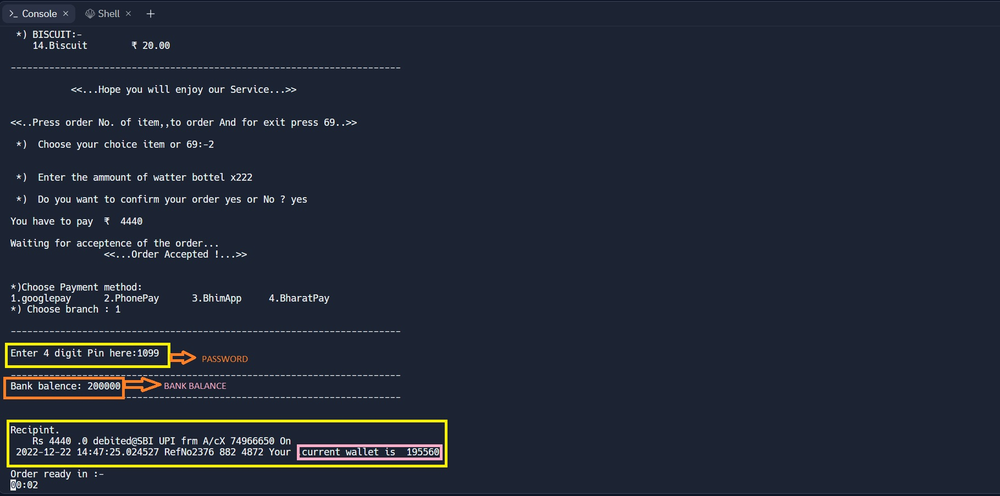 Console × Shell × +
*) BISCUIT:-
14.Biscuit ₹ 20.00
-----------------------------------------------------------------------
<<...Hope you will enjoy our Service...>>
<<..Press order No. of item,,to order And for exit press 69..>>
*) Choose your choice item or 69:-2
*) Enter the ammount of watter bottel x222
*) Do you want to confirm your order yes or No ? yes
You have to pay ₹ 4440
Waiting for acceptence of the order...
<<...Order Accepted !...>>
*)Choose Payment method:
1.googlepay 2.PhonePay 3.BhimApp 4.BharatPay
*) Choose branch : 1
-----------------------------------------------------------------------
Enter 4 digit Pin here:1099 PASSWORD
-----------------------------------------------------------------------
Bank balence: 200000 BANK BALANCE
-----------------------------------------------------------------------
Recipint.
Rs 4440 .0 debited@SBI UPI frm A/cX 74966650 On
2022-12-22 14:47:25.024527 RefNo2376 882 4872 Your .current wallet is 195560
Order ready in :-
00:02